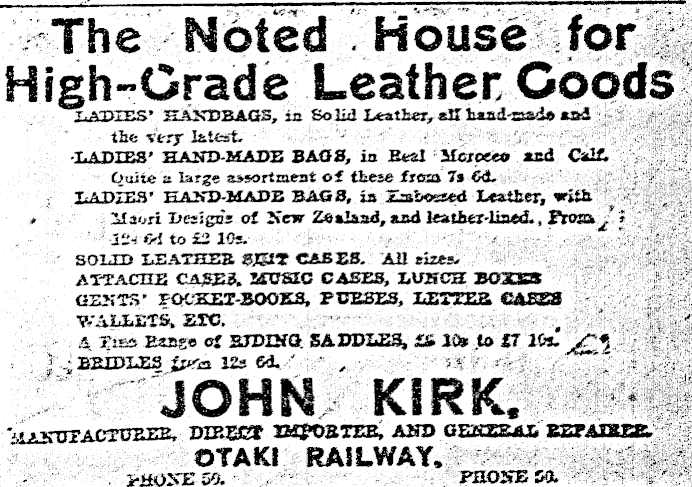 The Noted House for
High-Grade Leather Goods
LADIES' HANDBAGS, in Solid Leather, all hand-made and
the very latest.
LADIES' HAND-MADE BAGS, in Real Morocco and Calf.
Quite a large assortment of these from 7s 6d.
LADIES' HAND-MADE BAGS, in Embossed Leather, with
Maori Designs of New Zealand, and leather-lined. From
12s 6d to £2 10s.
SOLID LEATHER SUIT CASES. All sizes.
ATTACHE CASES, MUSIC CASES, LUNCH BOXES
GENTS' POCKET-BOOKS, PURSES, LETTER CASES
WALLETS, ETC.
A Fine Range of RIDING SADDLES, 10s to £7 10s.
BRIDLES from 12s 6d.
JOHN KIRK,
MANUFACTURER, DIRECT IMPORTER, AND GENERAL REPAIRER.
OTAKI RAILWAY.
PHONE 50. PHONE 50.